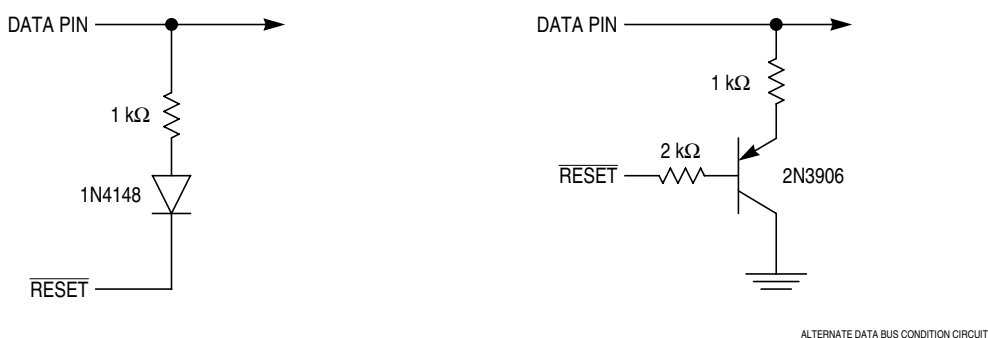 DATA PIN
1 kΩ
1N4148
RESET
DATA PIN
1 kΩ
2 kΩ
RESET
2N3906
ALTERNATE DATA BUS CONDITION CIRCUIT